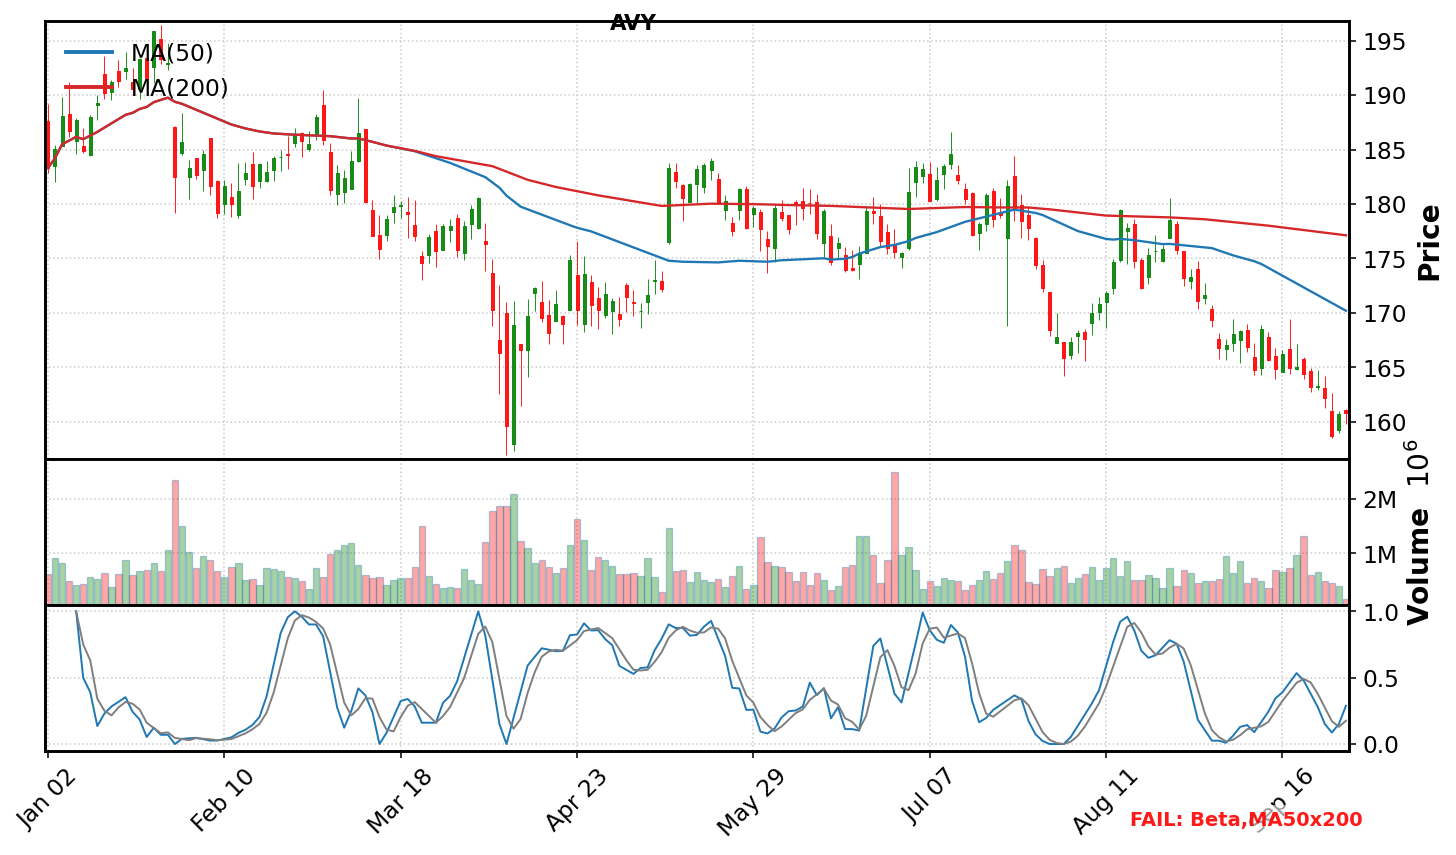 AVY
MA(50)
MA(200)
195
190
185
180
175
170
165
160
Price
2M
1M
Volume 10⁶
1.0
0.5
0.0
Jan 02
Feb 10
Mar 18
Apr 23
May 29
Jul 07
Aug 11
Sep 16
FAIL: Beta,MA50x200